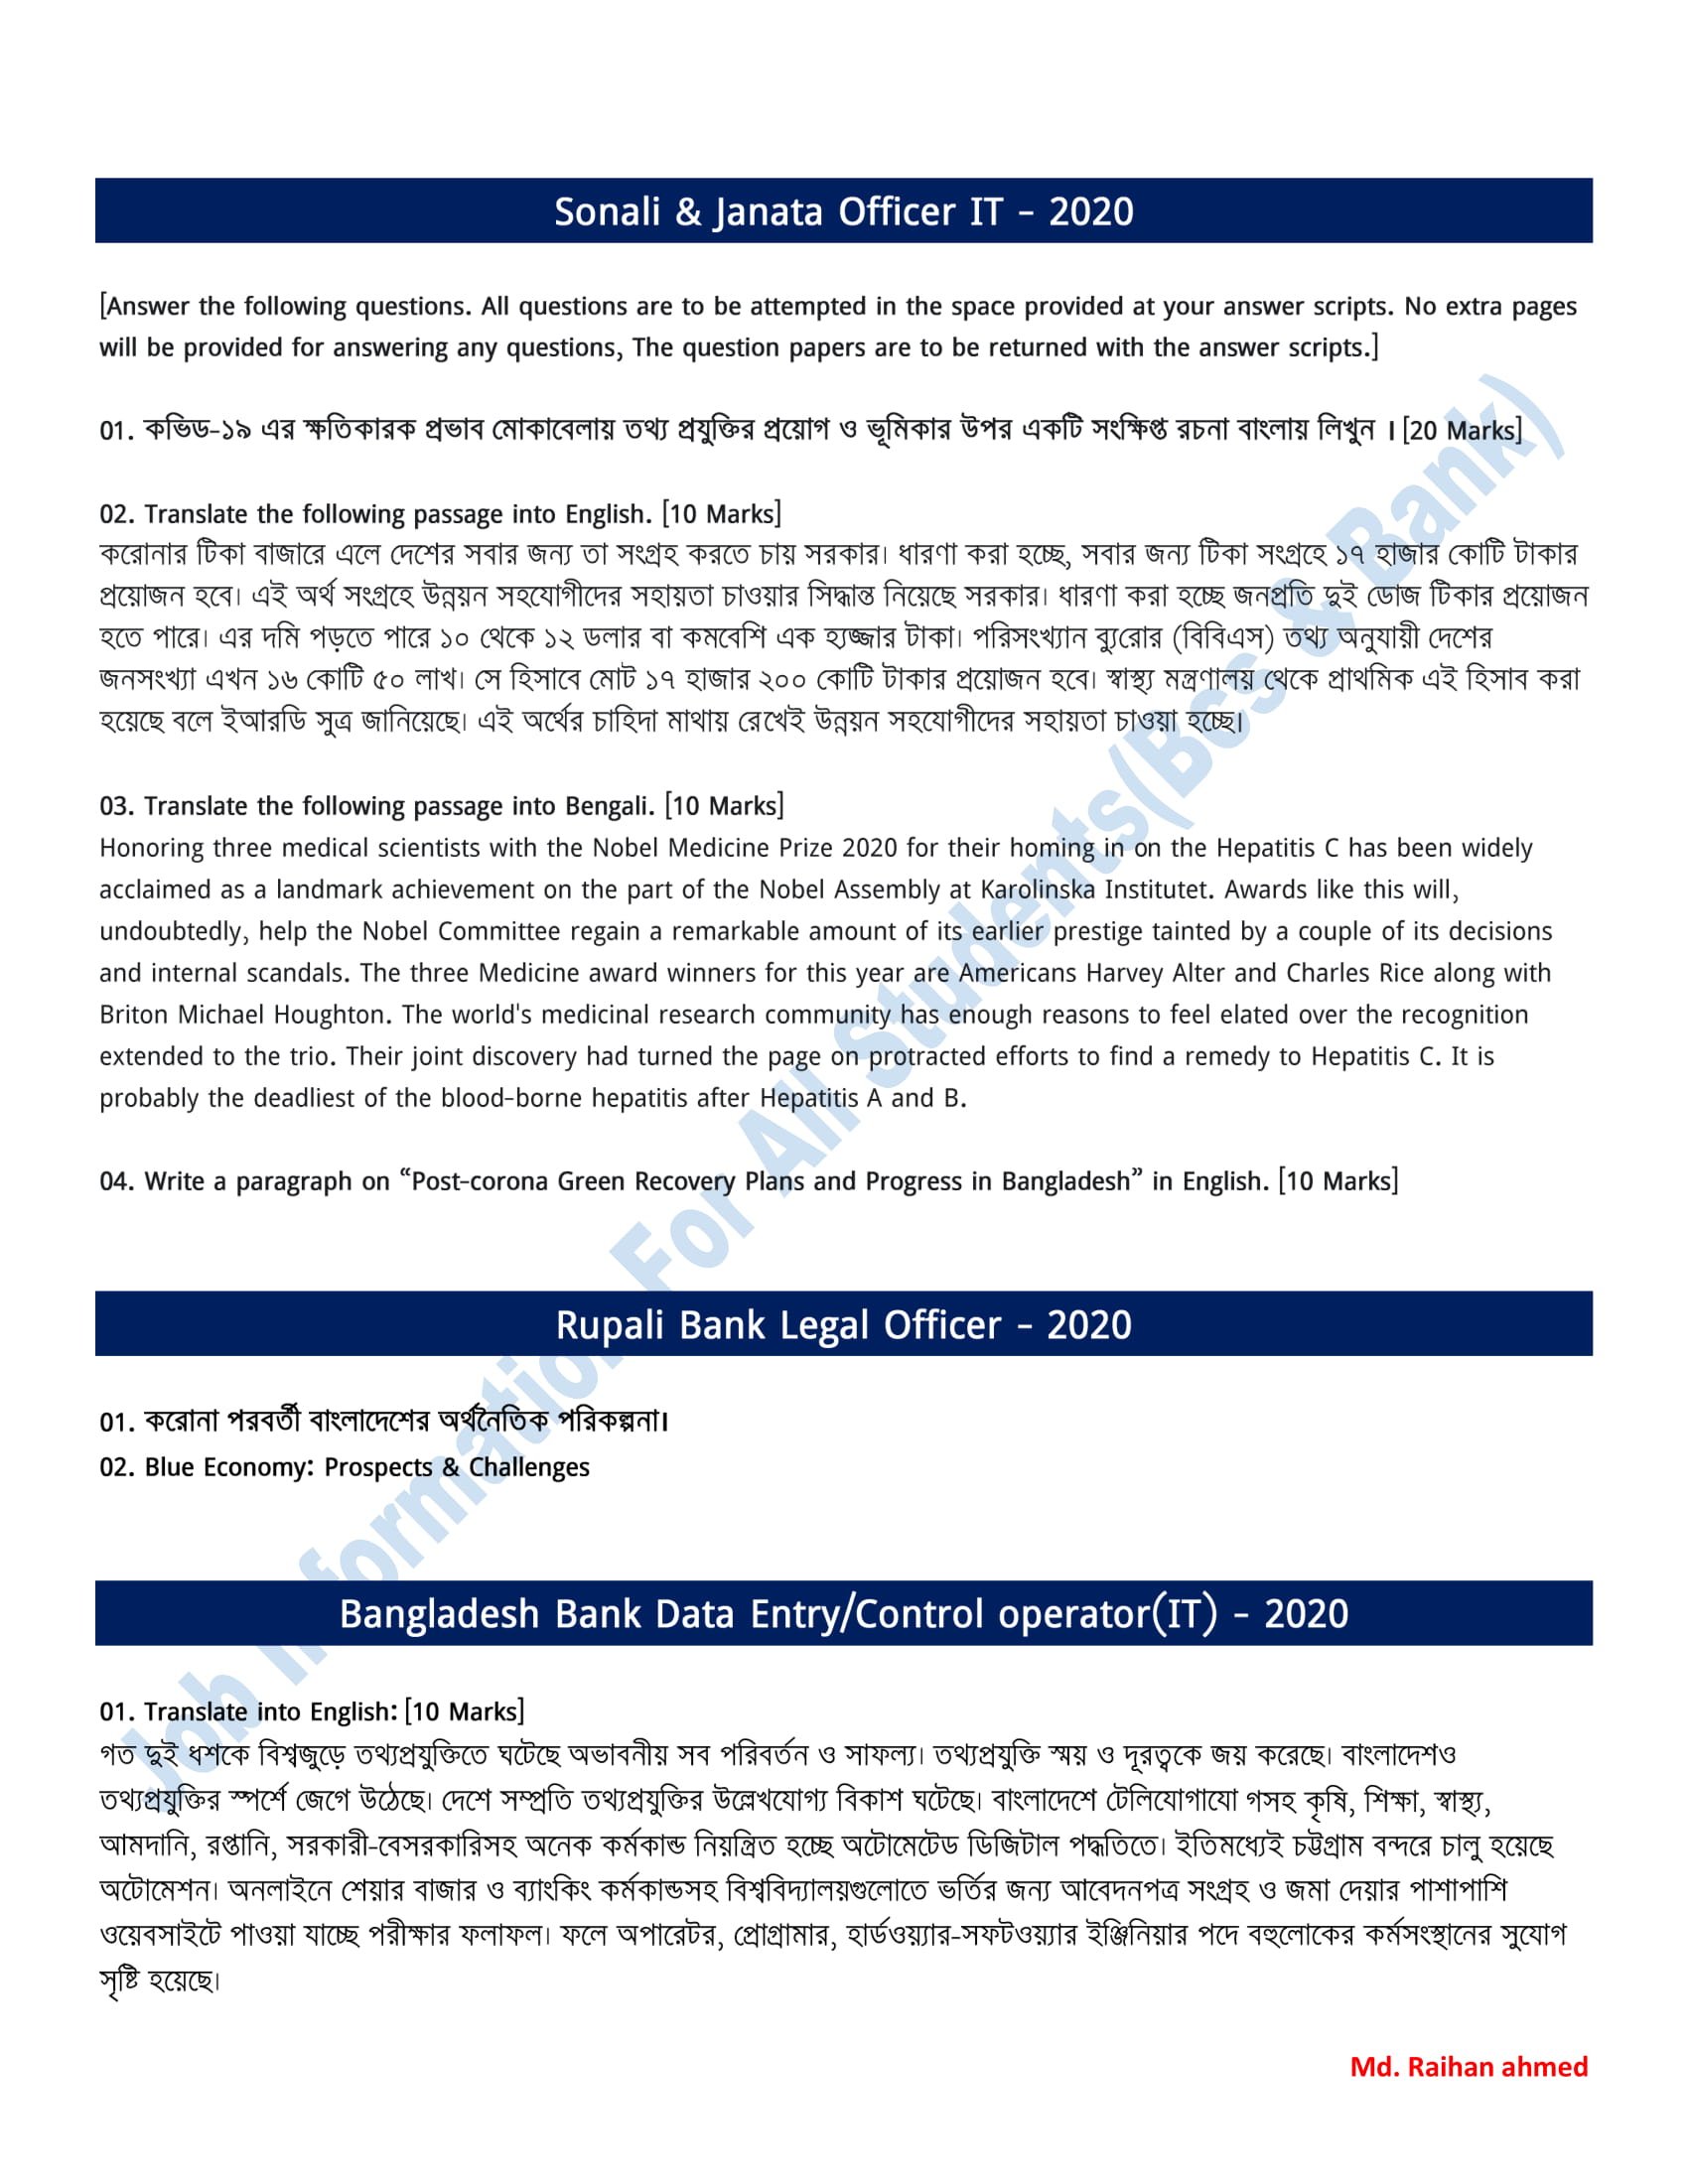 Sonali & Janata Officer IT - 2020
[Answer the following questions. All questions are to be attempted in the space provided at your answer scripts. No extra pages
will be provided for answering any questions, The question papers are to be returned with the answer scripts.]
01. কভিড-১৯ এর ক্ষতিকারক প্রভাব মোকাবেলায় তথ্য প্রযুক্তির প্রয়োগ ও ভূমিকার উপর একটি সংক্ষিপ্ত রচনা বাংলায় লিখুন । [20 Marks]
02. Translate the following passage into English. [10 Marks]
করোনার টিকা বাজারে এলে দেশের সবার জন্য তা সংগ্রহ করতে চায় সরকার। ধারণা করা হচ্ছে, সবার জন্য টিকা সংগ্রহে ১৭ হাজার কোটি টাকার
প্রয়োজন হবে। এই অর্থ সংগ্রহে উন্নয়ন সহযোগীদের সহায়তা চাওয়ার সিদ্ধান্ত নিয়েছে সরকার। ধারণা করা হচ্ছে জনপ্রতি দুই ডোজ টিকার প্রয়োজন
হতে পারে। এর দমি পড়তে পারে ১০ থেকে ১২ ডলার বা কমবেশি এক হ্যজ্জার টাকা। পরিসংখ্যান ব্যুরোর (বিবিএস) তথ্য অনুযায়ী দেশের
জনসংখ্যা এখন ১৬ কোটি ৫০ লাখ। সে হিসাবে মোট ১৭ হাজার ২০০ কোটি টাকার প্রয়োজন হবে। স্বাস্থ্য মন্ত্রণালয় থেকে প্রাথমিক এই হিসাব করা
হয়েছে বলে ইআরডি সুত্র জানিয়েছে। এই অর্থের চাহিদা মাথায় রেখেই উন্নয়ন সহযোগীদের সহায়তা চাওয়া হচ্ছে।
03. Translate the following passage into Bengali. [10 Marks]
Honoring three medical scientists with the Nobel Medicine Prize 2020 for their homing in on the Hepatitis C has been widely
acclaimed as a landmark achievement on the part of the Nobel Assembly at Karolinska Institutet. Awards like this will,
undoubtedly, help the Nobel Committee regain a remarkable amount of its earlier prestige tainted by a couple of its decisions
and internal scandals. The three Medicine award winners for this year are Americans Harvey Alter and Charles Rice along with
Briton Michael Houghton. The world's medicinal research community has enough reasons to feel elated over the recognition
extended to the trio. Their joint discovery had turned the page on protracted efforts to find a remedy to Hepatitis C. It is
probably the deadliest of the blood-borne hepatitis after Hepatitis A and B.
04. Write a paragraph on “Post-corona Green Recovery Plans and Progress in Bangladesh” in English. [10 Marks]
Rupali Bank Legal Officer - 2020
01. করোনা পরবর্তী বাংলাদেশের অর্থনৈতিক পরিকল্পনা।
02. Blue Economy: Prospects & Challenges
Bangladesh Bank Data Entry/Control operator(IT) - 2020
01. Translate into English: [10 Marks]
গত দুই ধশকে বিশ্বজুড়ে তথ্যপ্রযুক্তিতে ঘটেছে অভাবনীয় সব পরিবর্তন ও সাফল্য। তথ্যপ্রযুক্তি স্ময় ও দূরত্বকে জয় করেছে। বাংলাদেশও
তথ্যপ্রযুক্তির স্পর্শে জেগে উঠেছে। দেশে সম্প্রতি তথ্যপ্রযুক্তির উল্লেখযোগ্য বিকাশ ঘটেছে। বাংলাদেশে টেলিযোগাযো গসহ কৃষি, শিক্ষা, স্বাস্থ্য,
আমদানি, রপ্তানি, সরকারী-বেসরকারিসহ অনেক কর্মকান্ড নিয়ন্ত্রিত হচ্ছে অটোমেটেড ডিজিটাল পদ্ধতিতে। ইতিমধ্যেই চট্টগ্রাম বন্দরে চালু হয়েছে
অটোমেশন। অনলাইনে শেয়ার বাজার ও ব্যাংকিং কর্মকান্ডসহ বিশ্ববিদ্যালয়গুলোতে ভর্তির জন্য আবেদনপত্র সংগ্রহ ও জমা দেয়ার পাশাপাশি
ওয়েবসাইটে পাওয়া যাচ্ছে পরীক্ষার ফলাফল। ফলে অপারেটর, প্রোগ্রামার, হার্ডওয়্যার-সফটওয়্যার ইঞ্জিনিয়ার পদে বহুলোকের কর্মসংস্থানের সুযোগ
সৃষ্টি হয়েছে।
Job Information For All Students(Bcs & Bank)
Md. Raihan ahmed